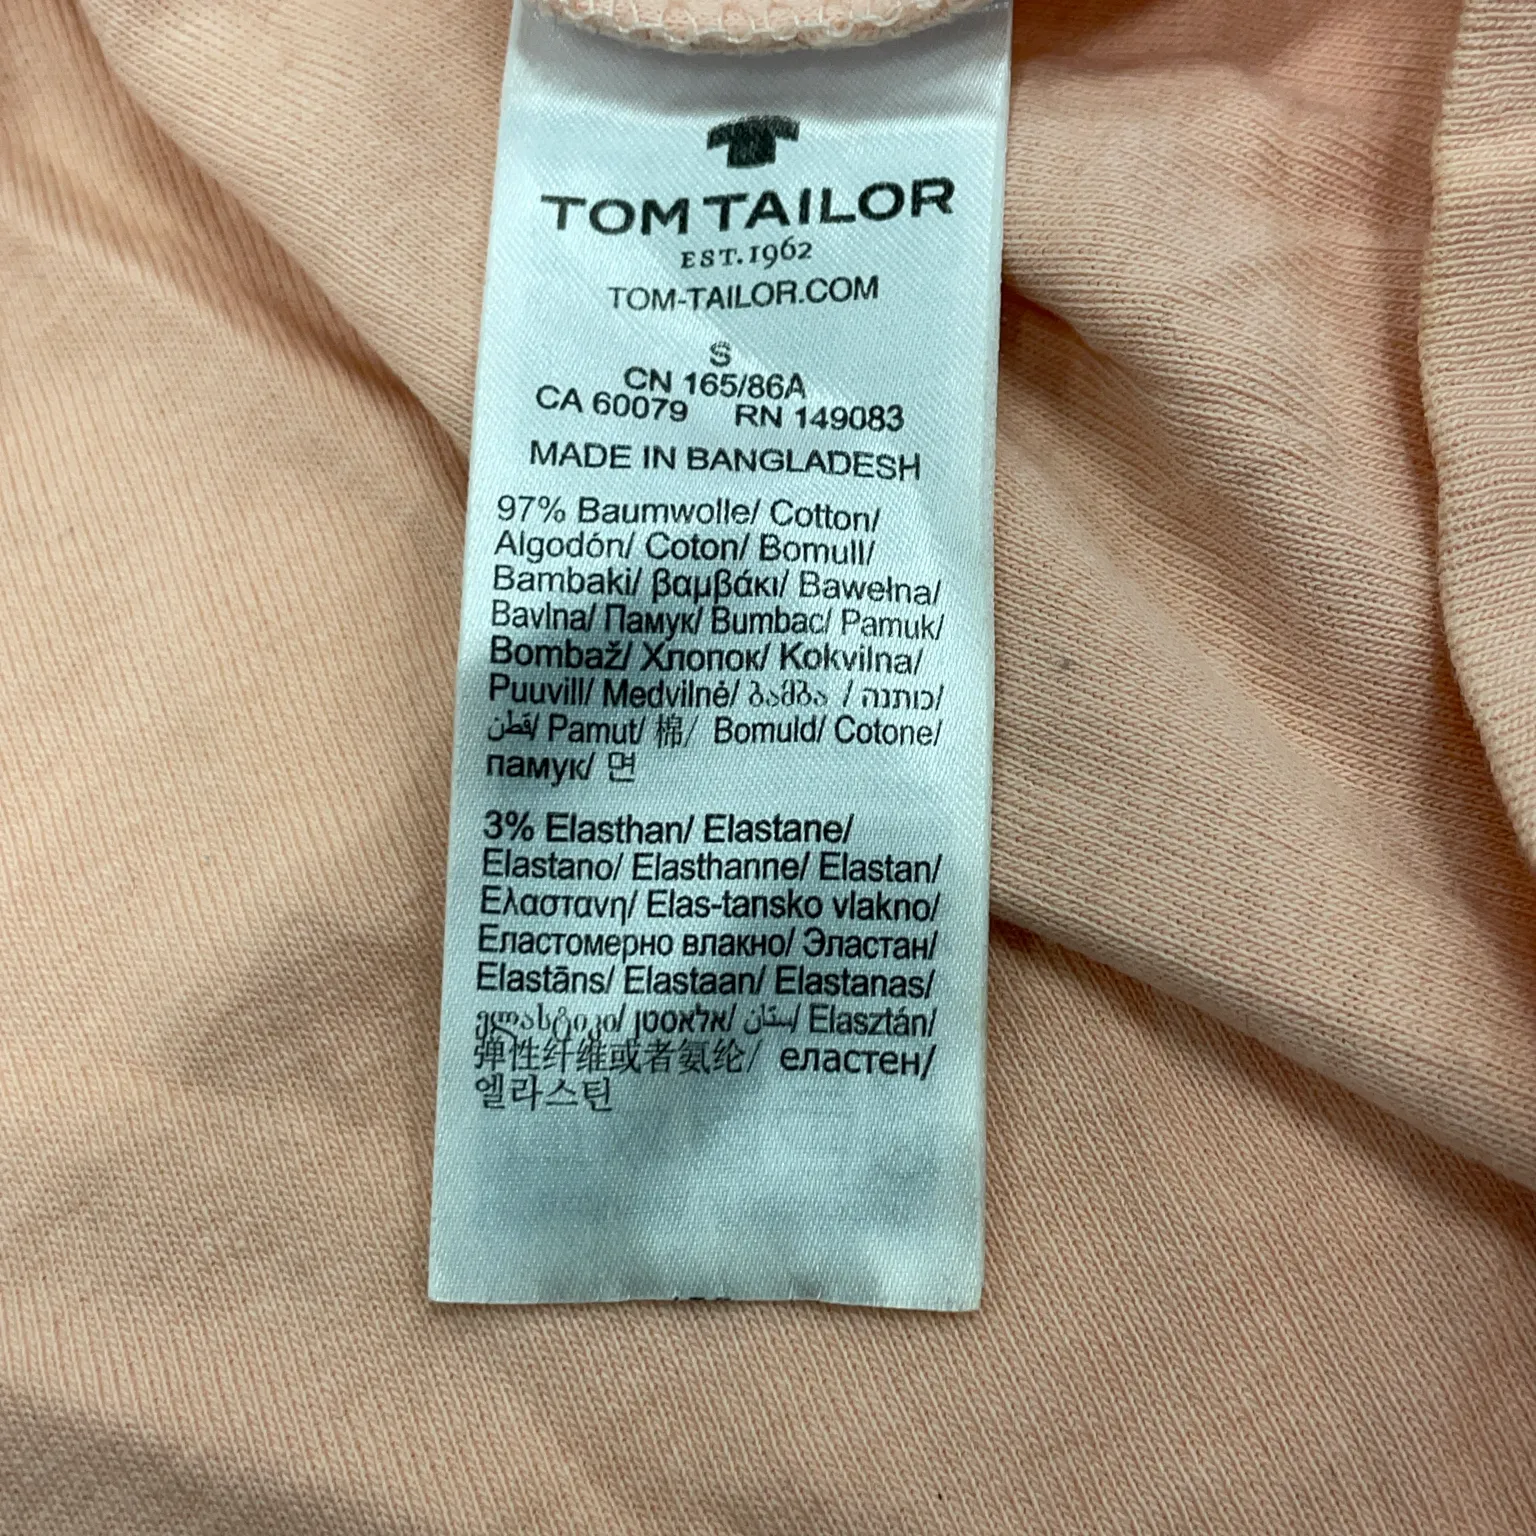 TOM TAILOR
EST. 1962
TOM-TAILOR.COM
S
CN 165/86A
CA 60079 RN 149083
MADE IN BANGLADESH
97% Baumwolle/ Cotton/
Algodón/ Coton/ Bomull/
Bambaki/ βαμβάκι/ Bawełna/
Bavlna/ Памук/ Bumbac/ Pamuk/
Bombaž/ Хлопок/ Kokvilna/
Puuvill/ Medvilnė/ ბამბა / כותנה/
قطن/ Pamut/ 棉/ Bomuld/ Cotone/
памук/ 면
3% Elasthan/ Elastane/
Elastano/ Elasthanne/ Elastan/
Ελαστανη/ Elas-tansko vlakno/
Еластомерно влакно/ Эластан/
Elastāns/ Elastaan/ Elastanas/
ელასტიკი/ אלאסטן/ Elasztán/
弹性纤维或者氨纶/ еластен/
엘라스틴